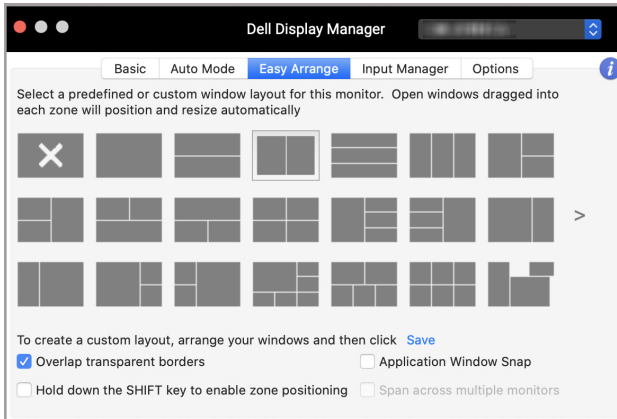 Dell Display Manager
Basic Auto Mode Easy Arrange Input Manager Options i
Select a predefined or custom window layout for this monitor. Open windows dragged into
each zone will position and resize automatically
>
To create a custom layout, arrange your windows and then click Save
Overlap transparent borders Application Window Snap
Hold down the SHIFT key to enable zone positioning Span across multiple monitors